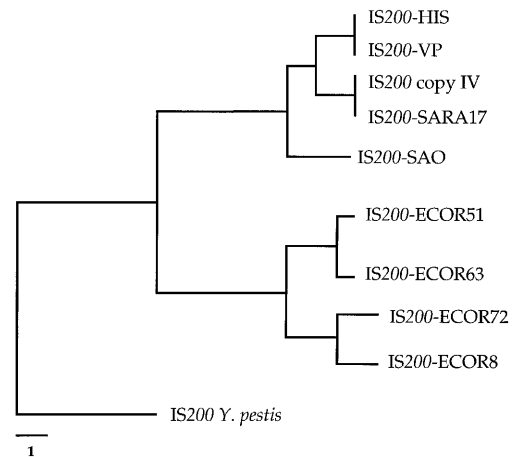 IS200-HIS
IS200-VP
IS200 copy IV
IS200-SARA17
IS200-SAO
IS200-ECOR51
IS200-ECOR63
IS200-ECOR72
IS200-ECOR8
IS200 Y. pestis
1